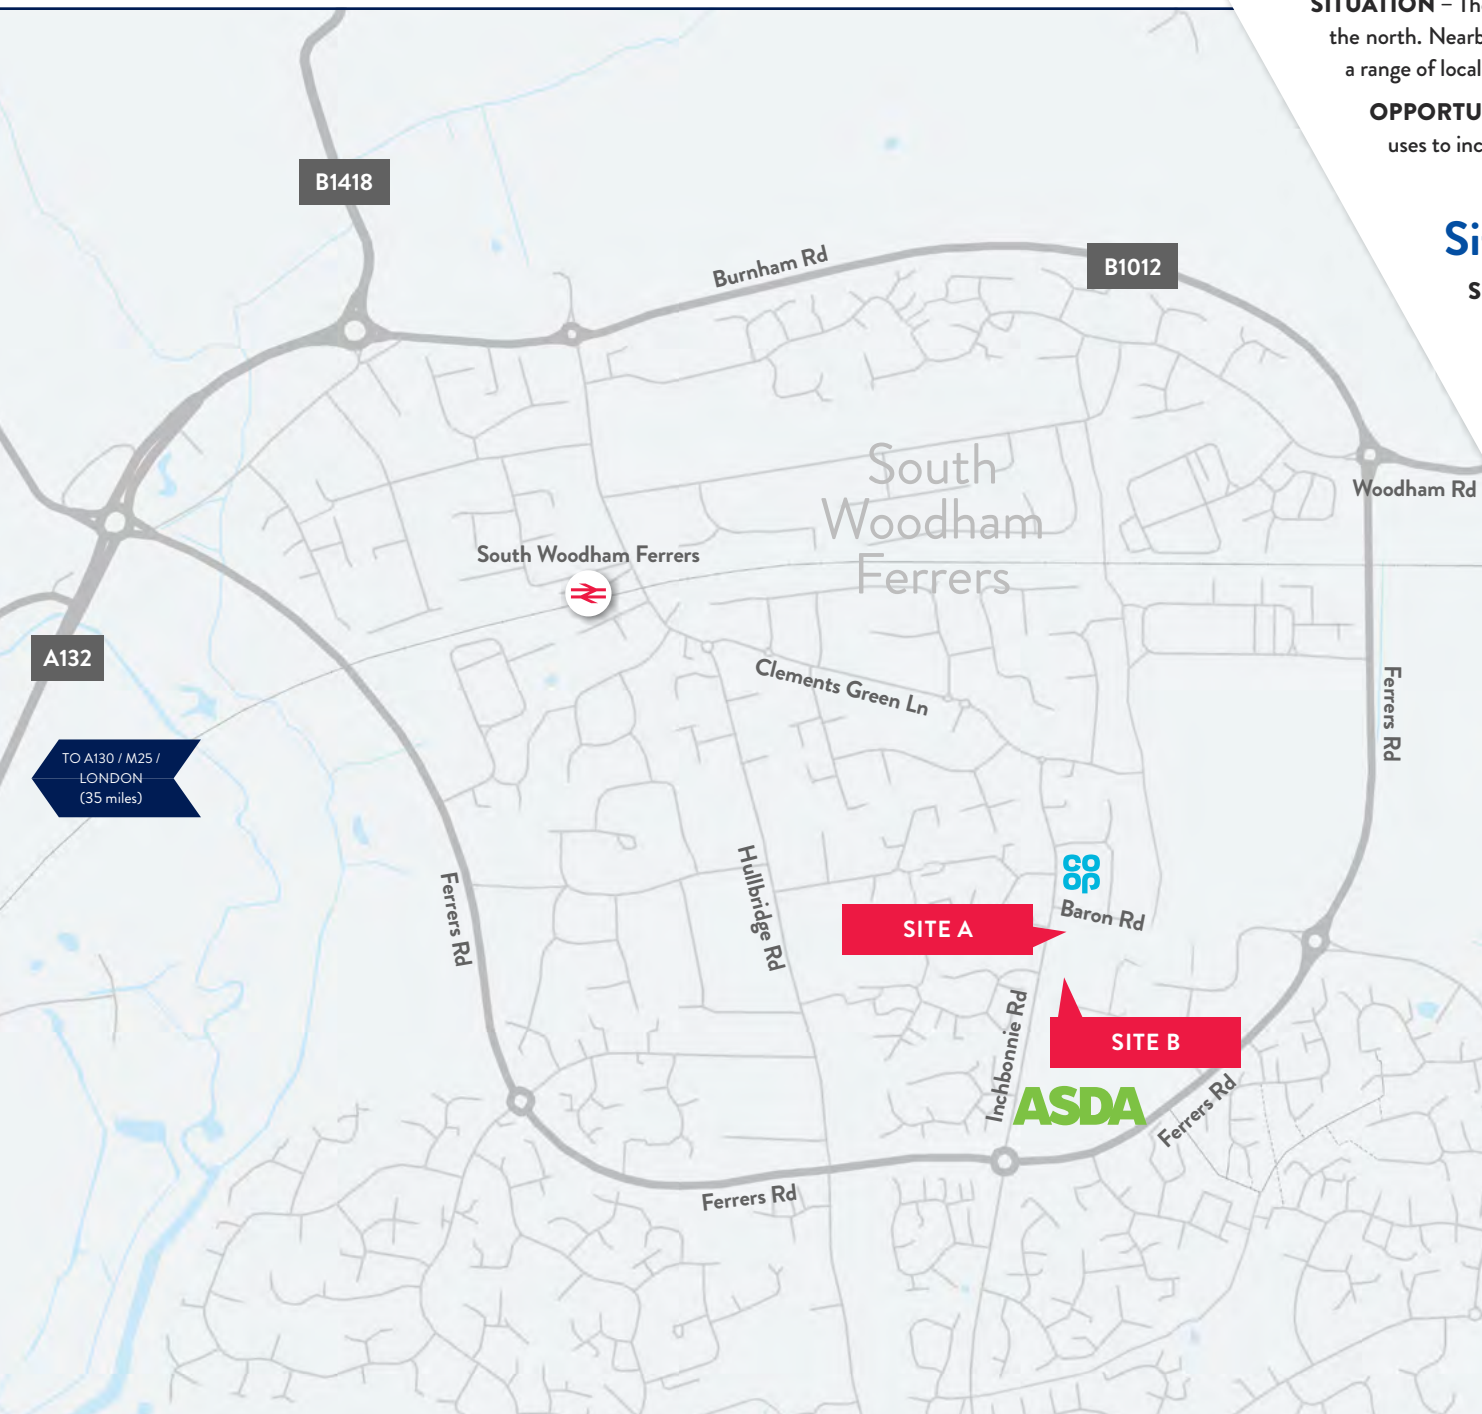 SITUATION – Th
the north. Nearb
a range of local
OPPORTU
uses to inc
Si
S
B1418
Burnham Rd
B1012
South
Woodham
Ferrers
Woodham Rd
South Woodham Ferrers
A132
Clements Green Ln
Ferrers Rd
TO A130 / M25 /
LONDON
(35 miles)
Hullbridge Rd
co
op
Ferrers Rd
Baron Rd
SITE A
Inchbonnie Rd
SITE B
ASDA
Ferrers Rd
Ferrers Rd